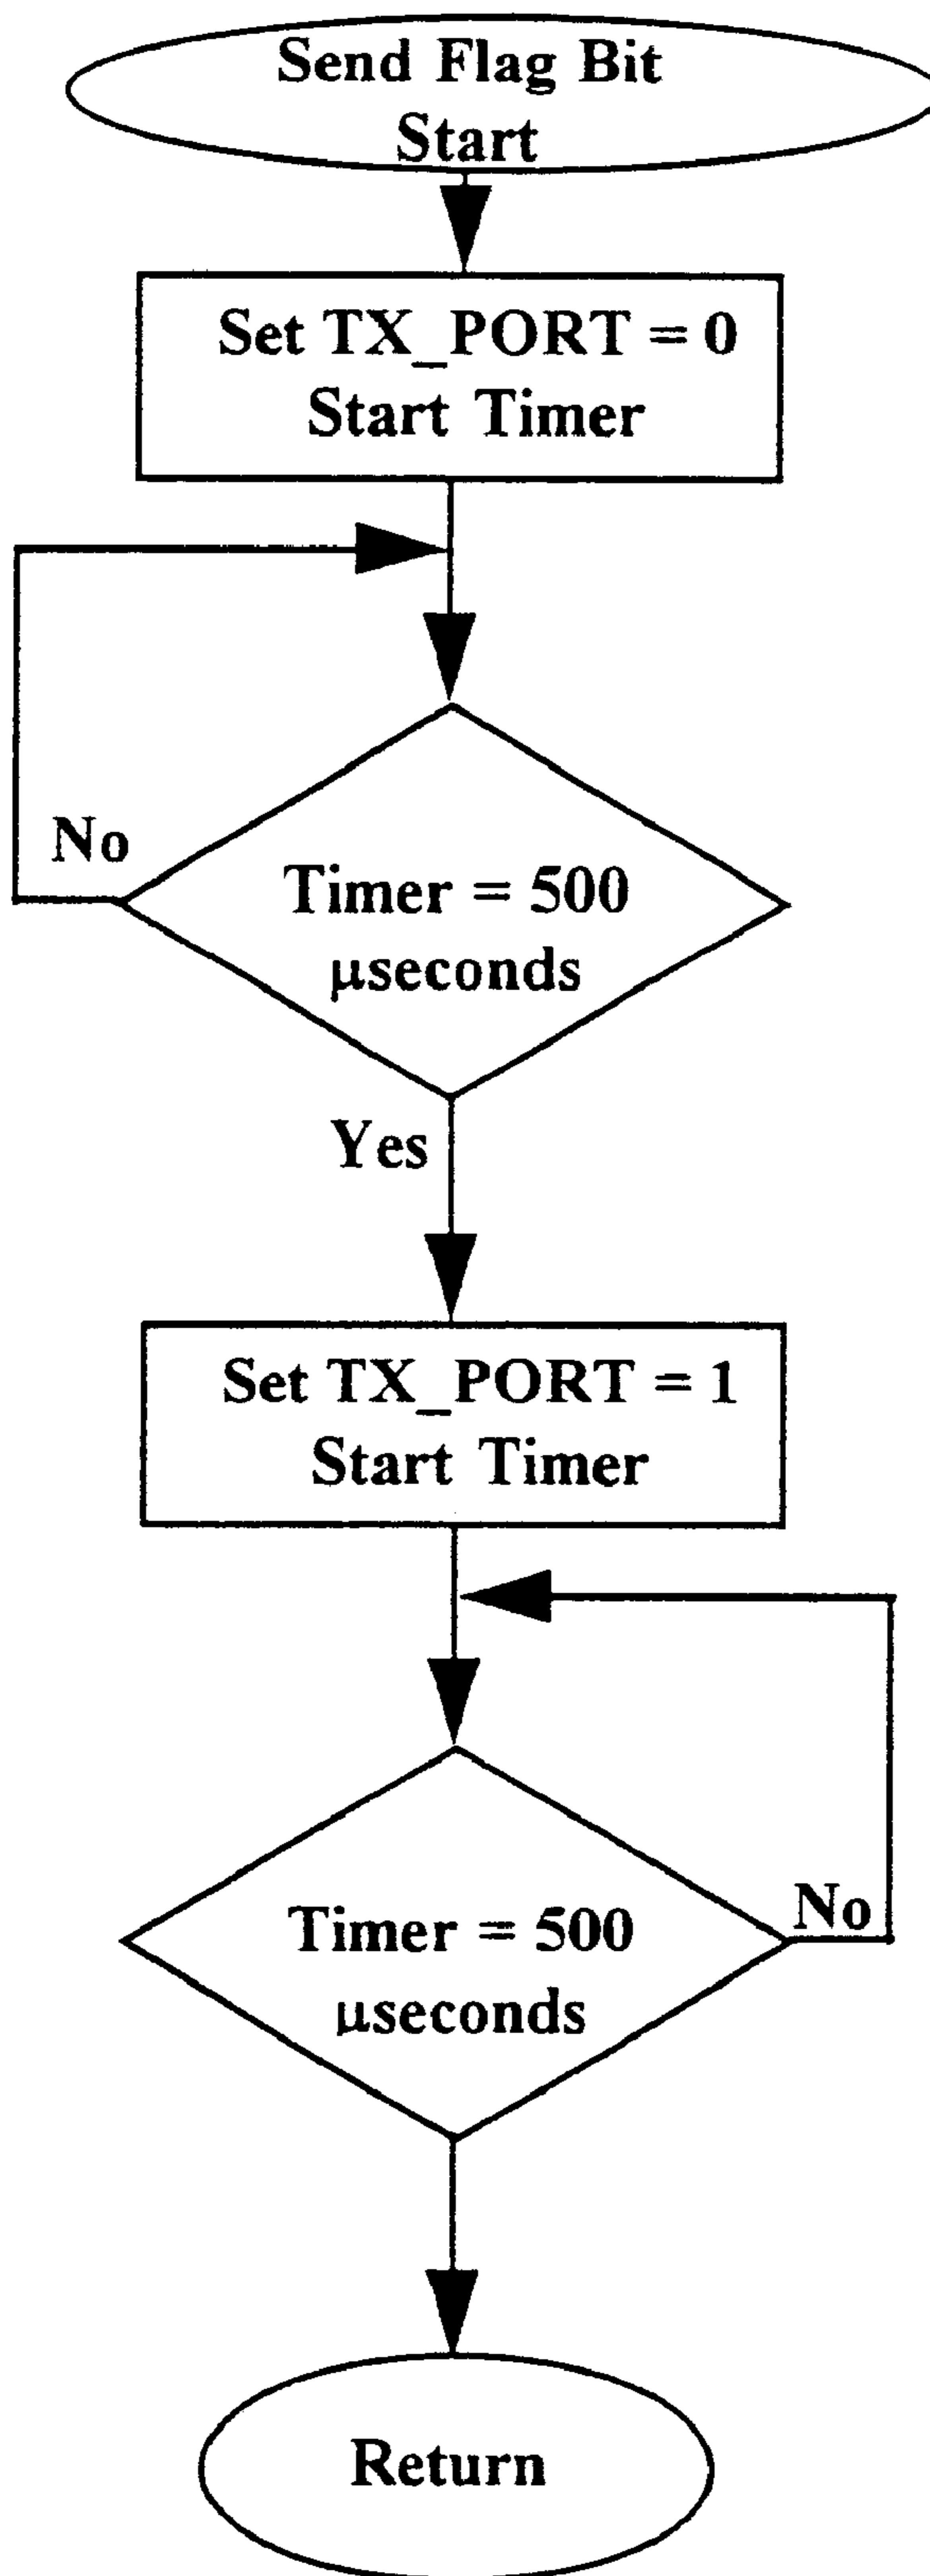 Send Flag Bit
Start
Set TX_PORT = 0
Start Timer
No
Timer = 500
μseconds
Yes
Set TX_PORT = 1
Start Timer
No
Timer = 500
μseconds
Return